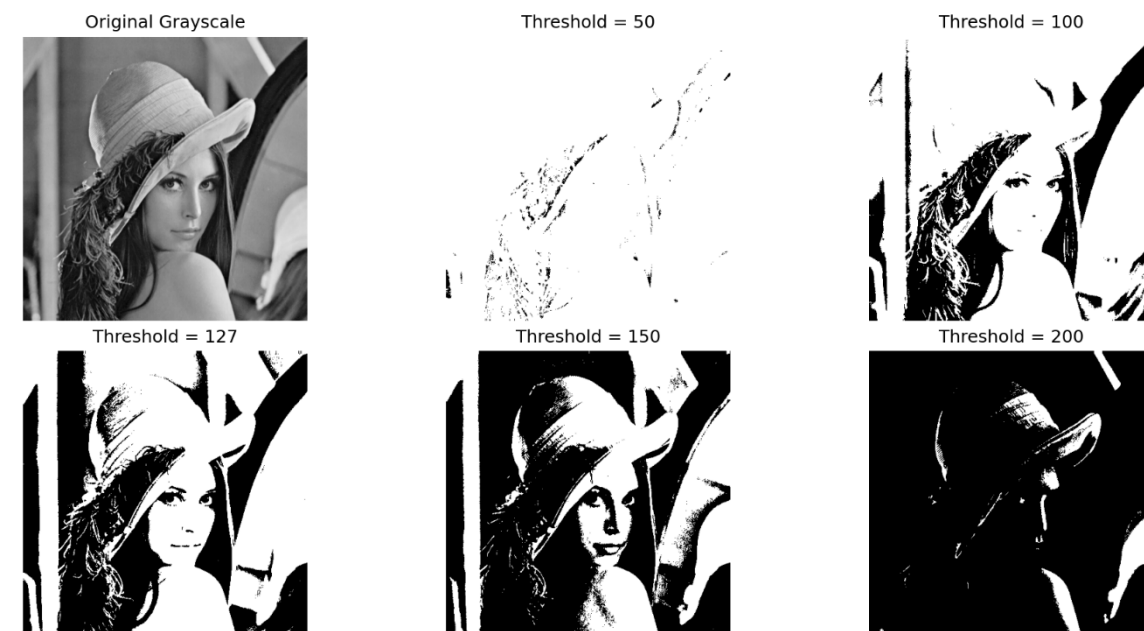 Original Grayscale
Threshold = 50
Threshold = 100
Threshold = 127
Threshold = 150
Threshold = 200